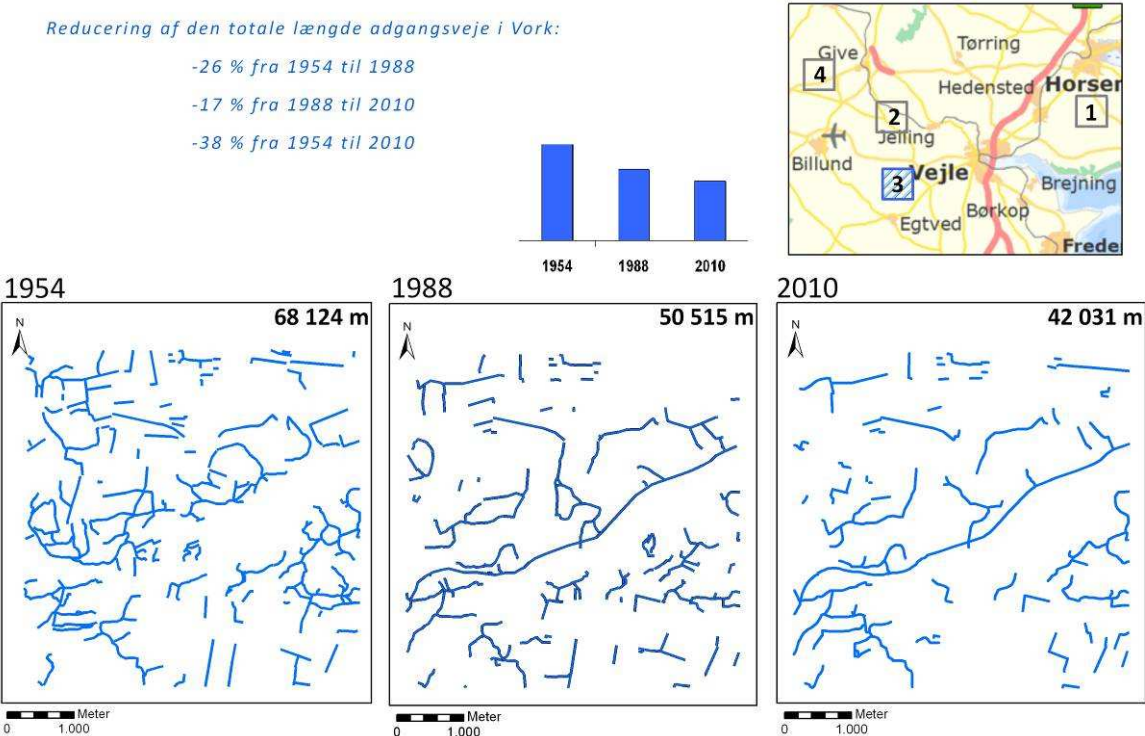 Reducering af den totale længde adgangsveje i Vork:
-26 % fra 1954 til 1988
-17 % fra 1988 til 2010
-38 % fra 1954 til 2010
1954 1988 2010
Give
Tørring
4
Hedensted
Horser
2
1
Jelling
Billund
3
Vejle
Brejning
Børkop
Egtved
Freder
1954
N
68 124 m
Meter
0 1.000
1988
N
50 515 m
Meter
0 1.000
2010
N
42 031 m
Meter
0 1.000